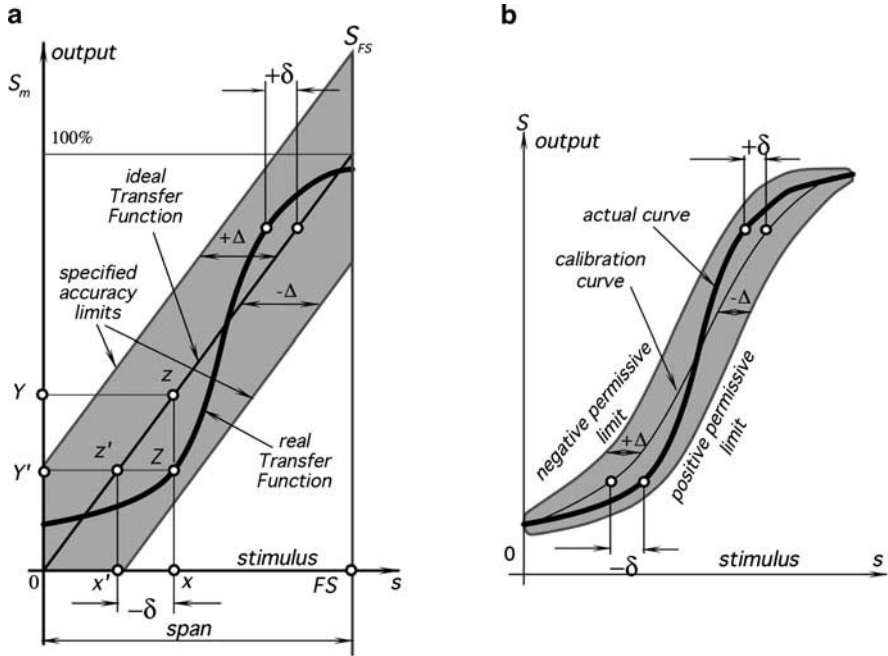 a
output
S_FS
S_m
+δ
100%
ideal
Transfer
Function
+Δ
specified
accuracy
limits
-Δ
z
Y
z'
Z
Y'
real
Transfer
Function
stimulus
0
x'
x
FS
s
-δ
span
b
S
output
+δ
actual curve
calibration
curve
-Δ
negative permissive
limit
+Δ
positive permissive
limit
0
-δ
stimulus
s